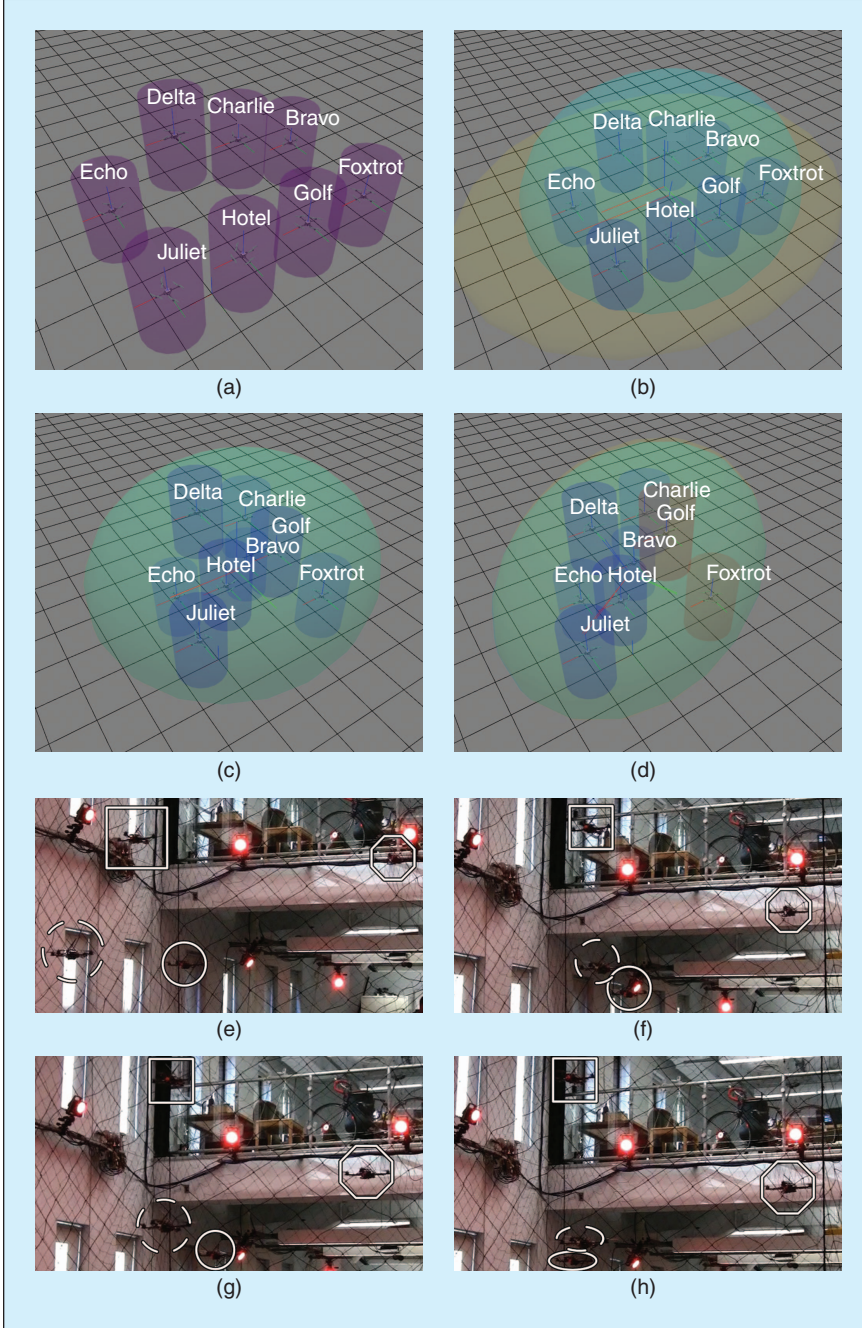 Delta
Charlie
Bravo
Echo
Foxtrot
Golf
Hotel
Juliet
(a)
Delta
Charlie
Bravo
Echo
Foxtrot
Golf
Hotel
Juliet
(b)
Delta
Charlie
Golf
Bravo
Echo
Hotel
Foxtrot
Juliet
(c)
Charlie
Delta
Golf
Bravo
Echo Hotel
Foxtrot
Juliet
(d)
(e)
(f)
(g)
(h)